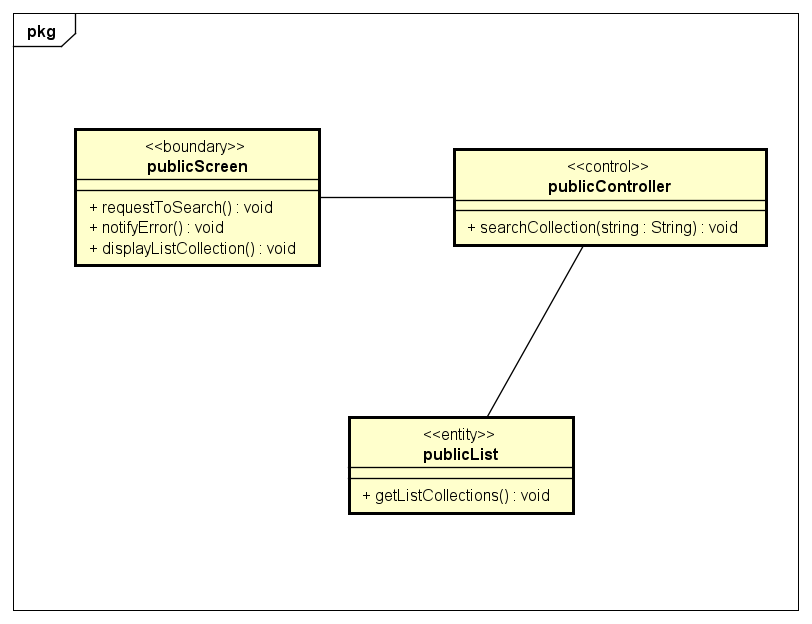 pkg
<<boundary>>
publicScreen
+ requestToSearch() : void
+ notifyError() : void
+ displayListCollection() : void
<<control>>
publicController
+ searchCollection(string : String) : void
<<entity>>
publicList
+ getListCollections() : void